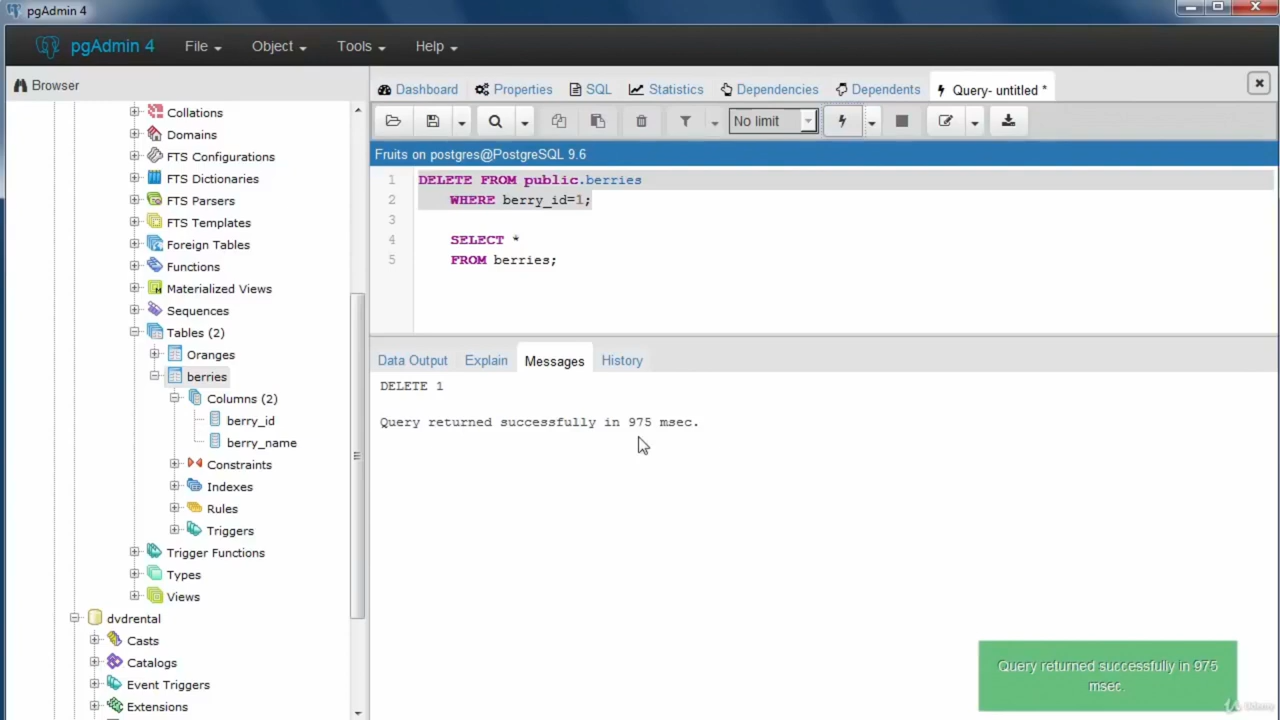 pgAdmin 4
pgAdmin 4 File Object Tools Help
Browser
Dashboard Properties SQL Statistics Dependencies Dependents Query- untitled *
No limit
Fruits on postgres@PostgreSQL 9.6
1 DELETE FROM public.berries
2 WHERE berry_id=1;
3
4 SELECT *
5 FROM berries;
Collations
Domains
FTS Configurations
FTS Dictionaries
FTS Parsers
FTS Templates
Foreign Tables
Functions
Materialized Views
Sequences
Tables (2)
Oranges
berries
Columns (2)
berry_id
berry_name
Constraints
Indexes
Rules
Triggers
Trigger Functions
Types
Views
dvdrental
Casts
Catalogs
Event Triggers
Extensions
Data Output Explain Messages History
DELETE 1
Query returned successfully in 975 msec.
Query returned successfully in 975
msec.
Udemy